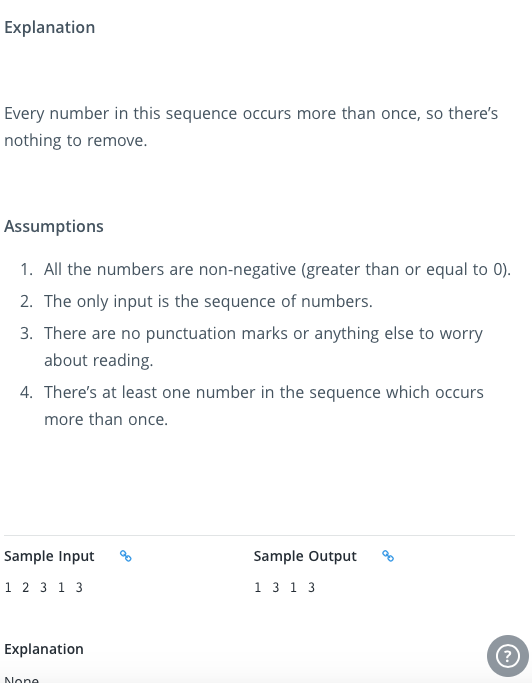 Explanation
Every number in this sequence occurs more than once, so there's
nothing to remove.
Assumptions
1. All the numbers are non-negative (greater than or equal to 0).
2. The only input is the sequence of numbers.
3. There are no punctuation marks or anything else to worry
about reading.
4. There's at least one number in the sequence which occurs
more than once.
Sample Input Sample Output
1 2 3 1 3 1 3 1 3
Explanation
?
None